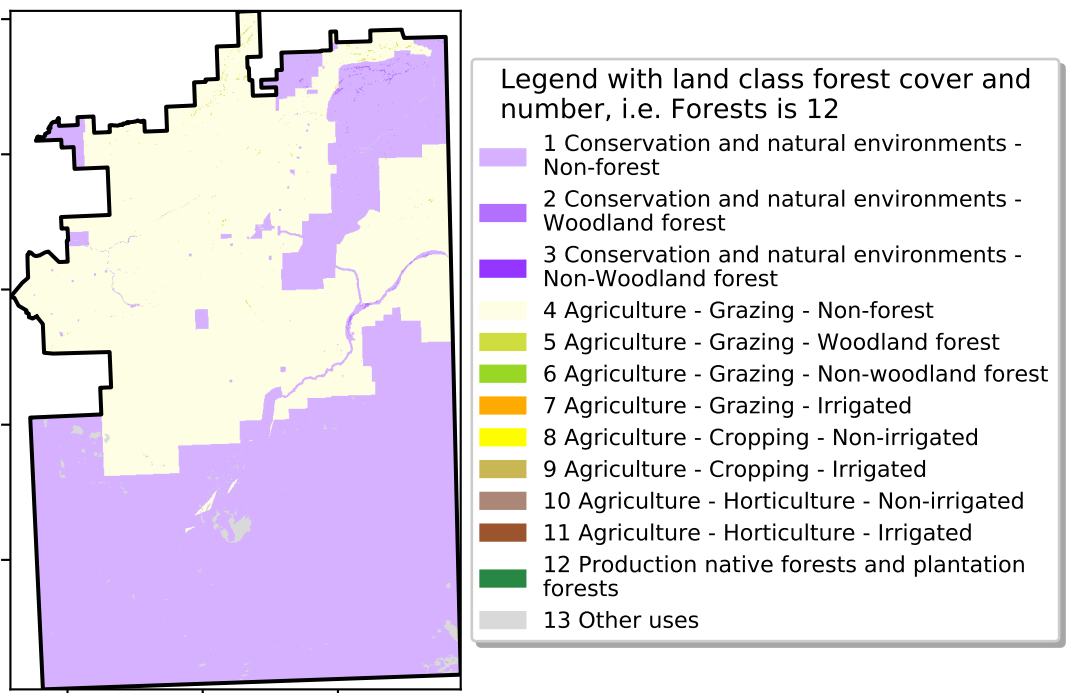 Legend with land class forest cover and
number, i.e. Forests is 12
1 Conservation and natural environments -
Non-forest
2 Conservation and natural environments -
Woodland forest
3 Conservation and natural environments -
Non-Woodland forest
4 Agriculture - Grazing - Non-forest
5 Agriculture - Grazing - Woodland forest
6 Agriculture - Grazing - Non-woodland forest
7 Agriculture - Grazing - Irrigated
8 Agriculture - Cropping - Non-irrigated
9 Agriculture - Cropping - Irrigated
10 Agriculture - Horticulture - Non-irrigated
11 Agriculture - Horticulture - Irrigated
12 Production native forests and plantation
forests
13 Other uses